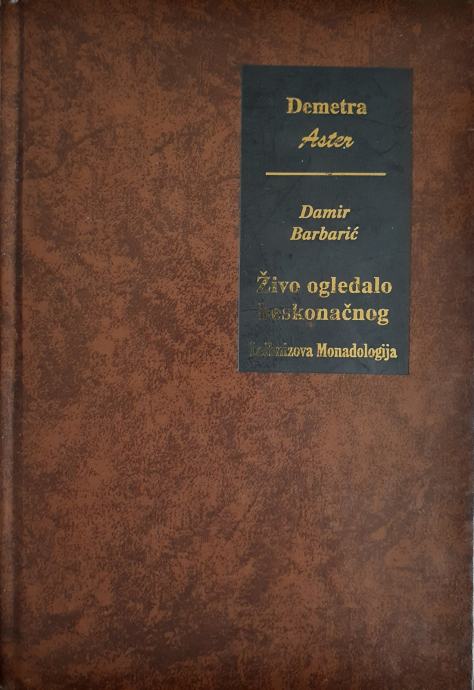 Demetra
Aster
Damir
Barbarić
Živo ogledalo
beskonačnog
Leibnizova Monadologija